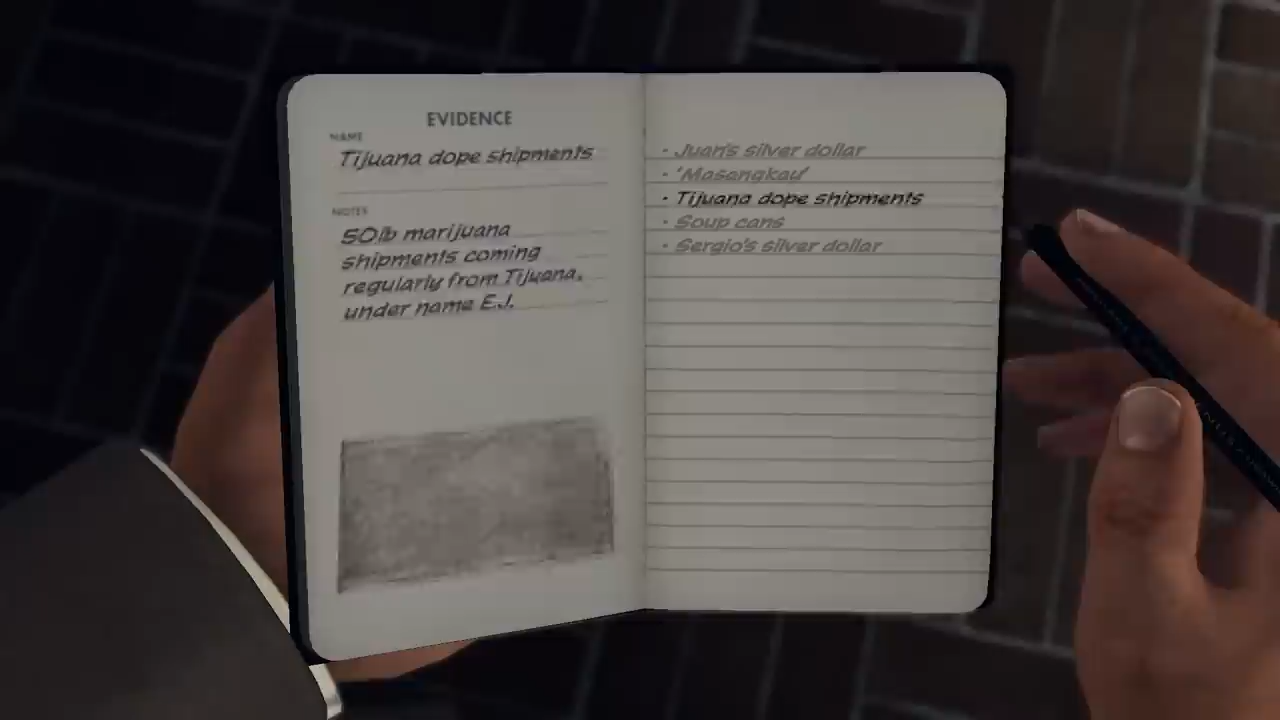 EVIDENCE
NAME
Tijuana dope shipments
NOTES
50lb marijuana
shipments coming
regularly from Tijuana,
under name E.J.
· Juan's silver dollar
· 'Masangkau'
· Tijuana dope shipments
· Soup cans
· Sergio's silver dollar